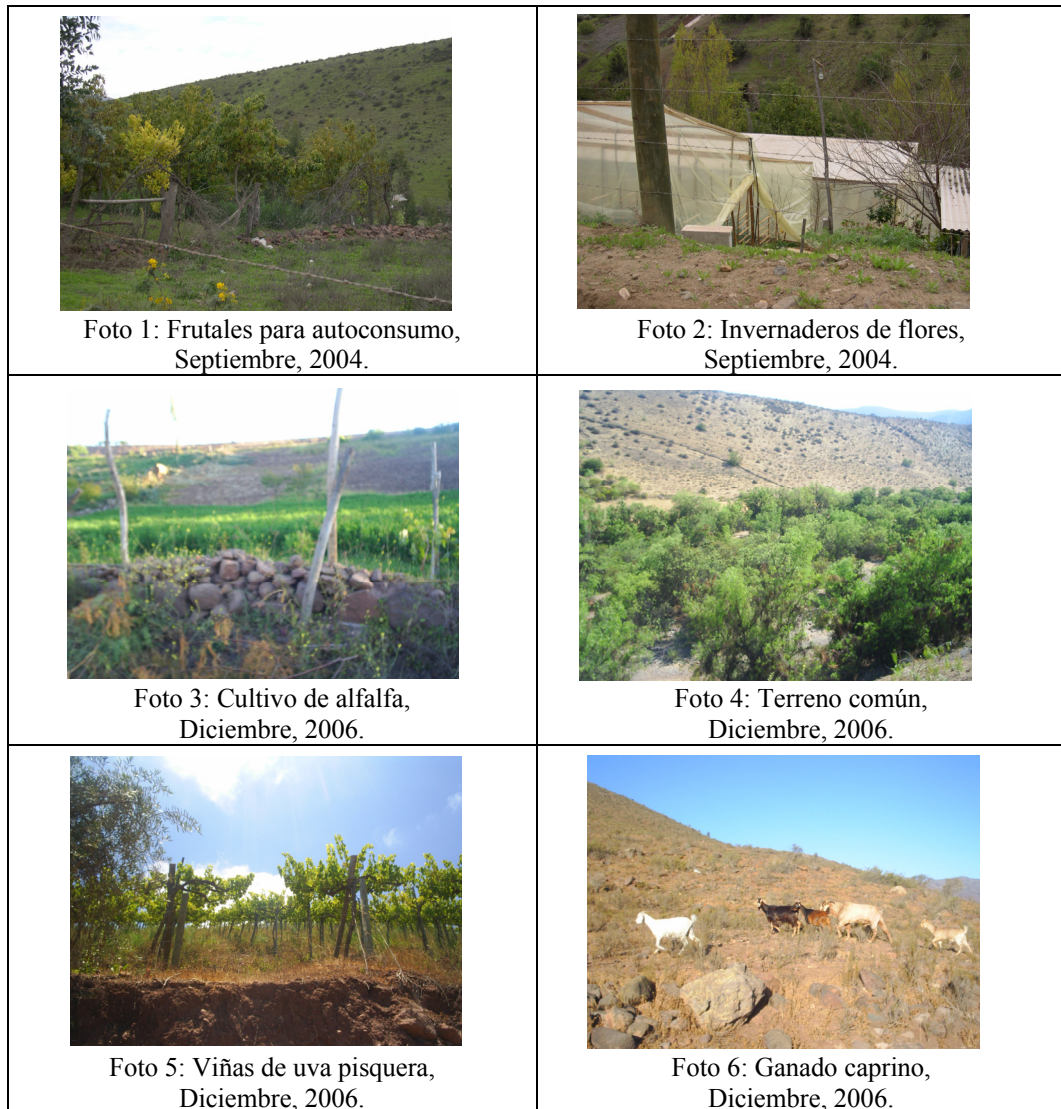 Foto 1: Frutales para autoconsumo,
Septiembre, 2004.
Foto 2: Invernaderos de flores,
Septiembre, 2004.
Foto 3: Cultivo de alfalfa,
Diciembre, 2006.
Foto 4: Terreno común,
Diciembre, 2006.
Foto 5: Viñas de uva pisquera,
Diciembre, 2006.
Foto 6: Ganado caprino,
Diciembre, 2006.